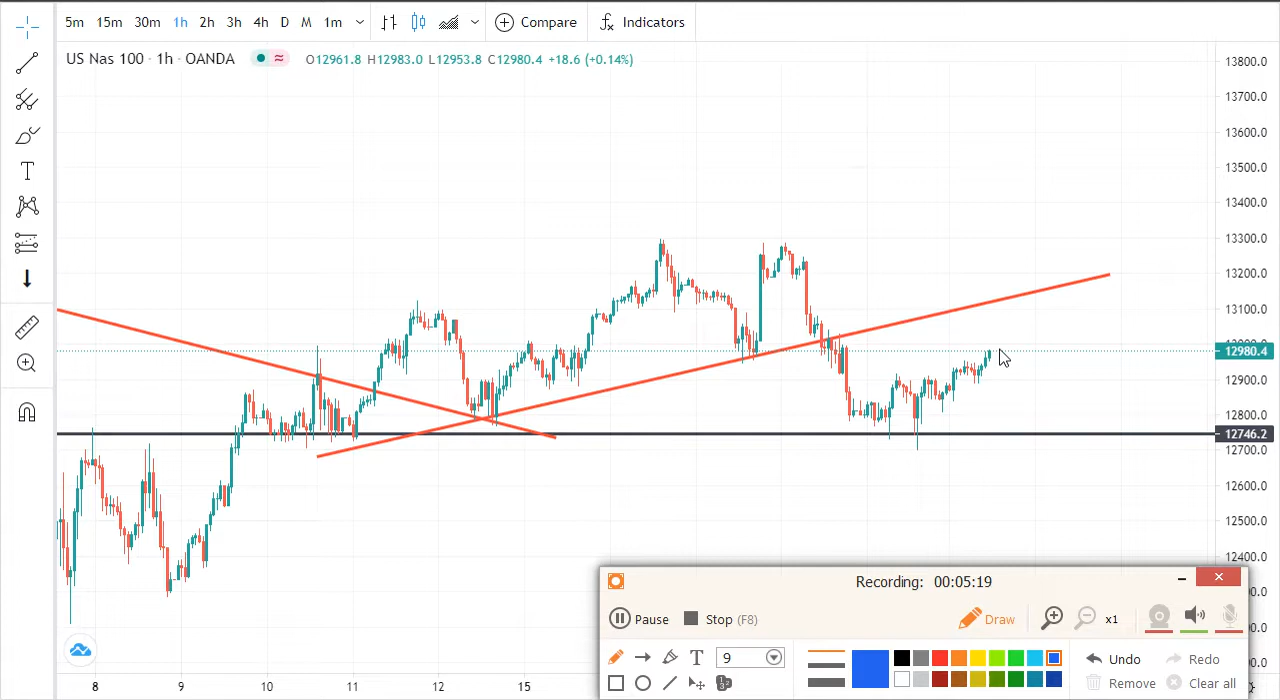 5m 15m 30m 1h 2h 3h 4h D M 1m Compare Indicators
US Nas 100 · 1h · OANDA O12961.8 H12983.0 L12953.8 C12980.4 +18.6 (+0.14%)
13800.0
13700.0
13600.0
13500.0
13400.0
13300.0
13200.0
13100.0
12980.4
12900.0
12800.0
12746.2
12700.0
12600.0
12500.0
12400.0
8 9 10 11 12 15
Recording: 00:05:19
Pause Stop (F8) Draw x1
T 9 Undo Redo
Remove Clear all